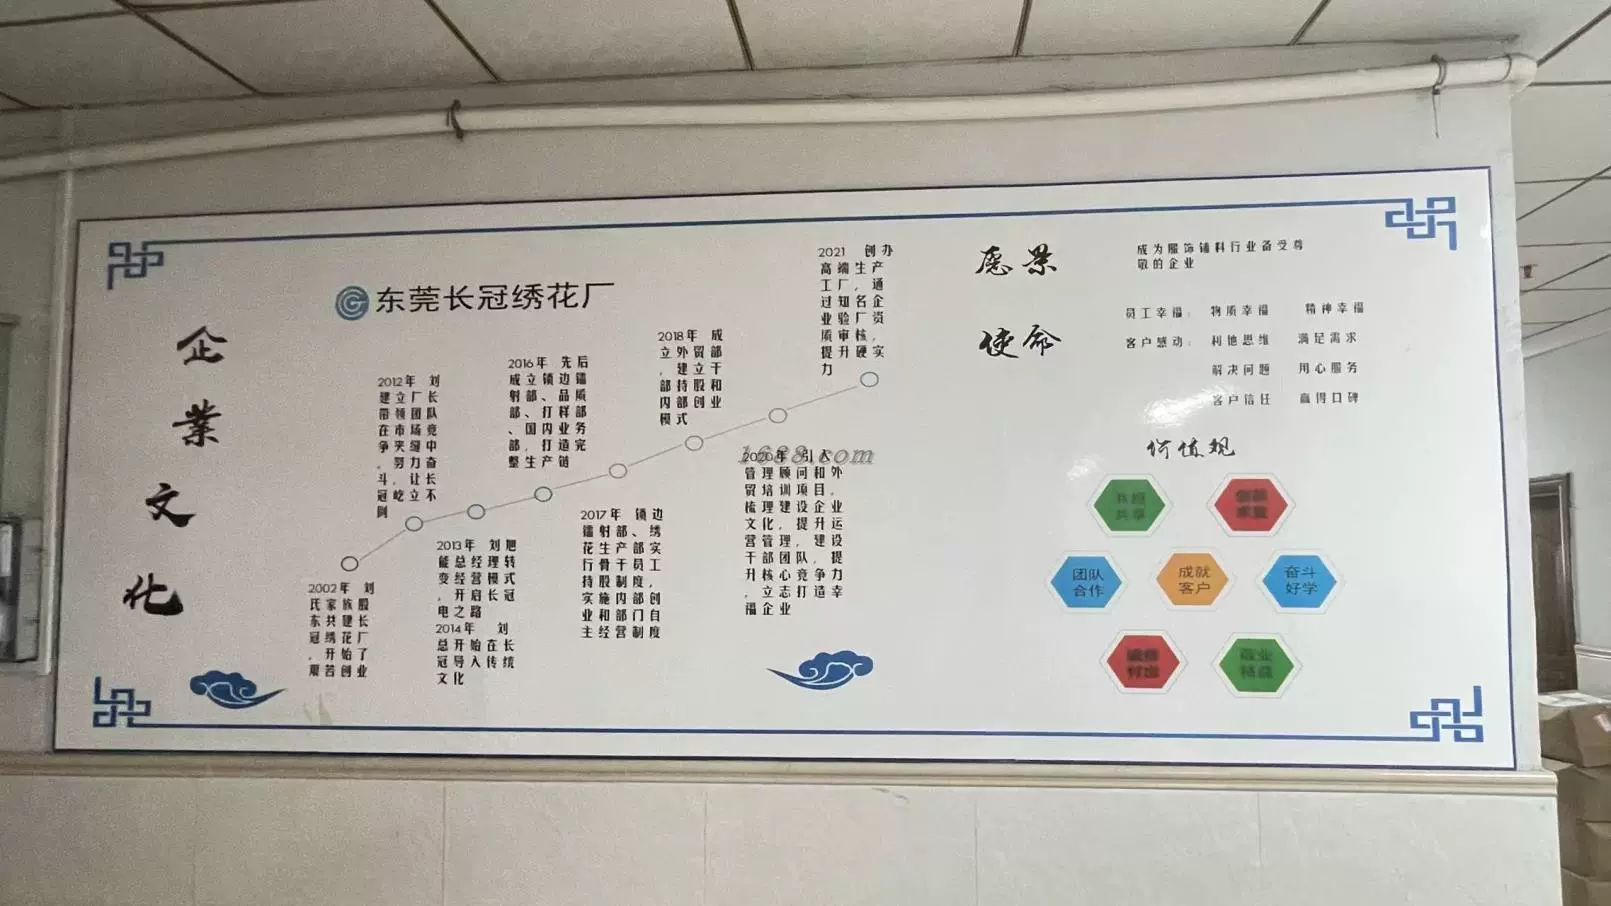 企
業
文
化
东莞长冠绣花厂
2002年 刘
氏家族股
东共建长
冠绣花厂
，开始了
艰苦创业
2012年 刘
建立厂长
带领团队
在市场竞
争夹缝中
，努力奋
斗，让长
冠屹立不
倒
2013年 刘旭
能总经理转
变经营模式
，开启长冠
电之路
2014年 刘
总开始在长
冠导入传统
文化
2016年 先后
成立锁边镭
射部、品质
部、打样部
、国内业务
部，打造完
整生产链
2017年 锁边
镭射部、绣
花生产部实
行骨干员工
持股制度，
实施内部创
业和部门自
主经营制度
2018年 成
立外贸部
，建立干
部持股和
内部创业
模式
1688.com
2020年 引入
管理顾问和外
贸培训项目，
梳理建设企业
文化，提升运
营管理，建设
干部团队，提
升核心竞争力
，立志打造幸
福企业
2021 创办
高端生产
工厂，通
过知名企
业验厂资
质审核，
提升硬实
力
愿景
成为服饰辅料行业备受尊
敬的企业
使命
员工幸福： 物质幸福 精神幸福
客户感动： 利他思维 满足需求
解决问题 用心服务
客户信任 赢得口碑
价值观
共担
共享
团队
合作
成就
客户
奋斗
好学
敬业